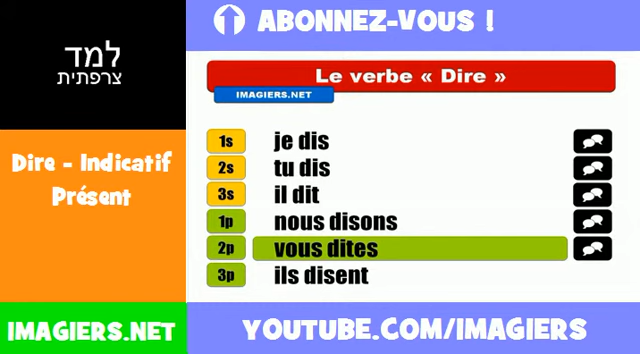 למד
צרפתית
Dire - Indicatif
Présent
IMAGIERS.NET
ABONNEZ-VOUS !
Le verbe « Dire »
IMAGIERS.NET
1s je dis
2s tu dis
3s il dit
1p nous disons
2p vous dites
3p ils disent
YOUTUBE.COM/IMAGIERS